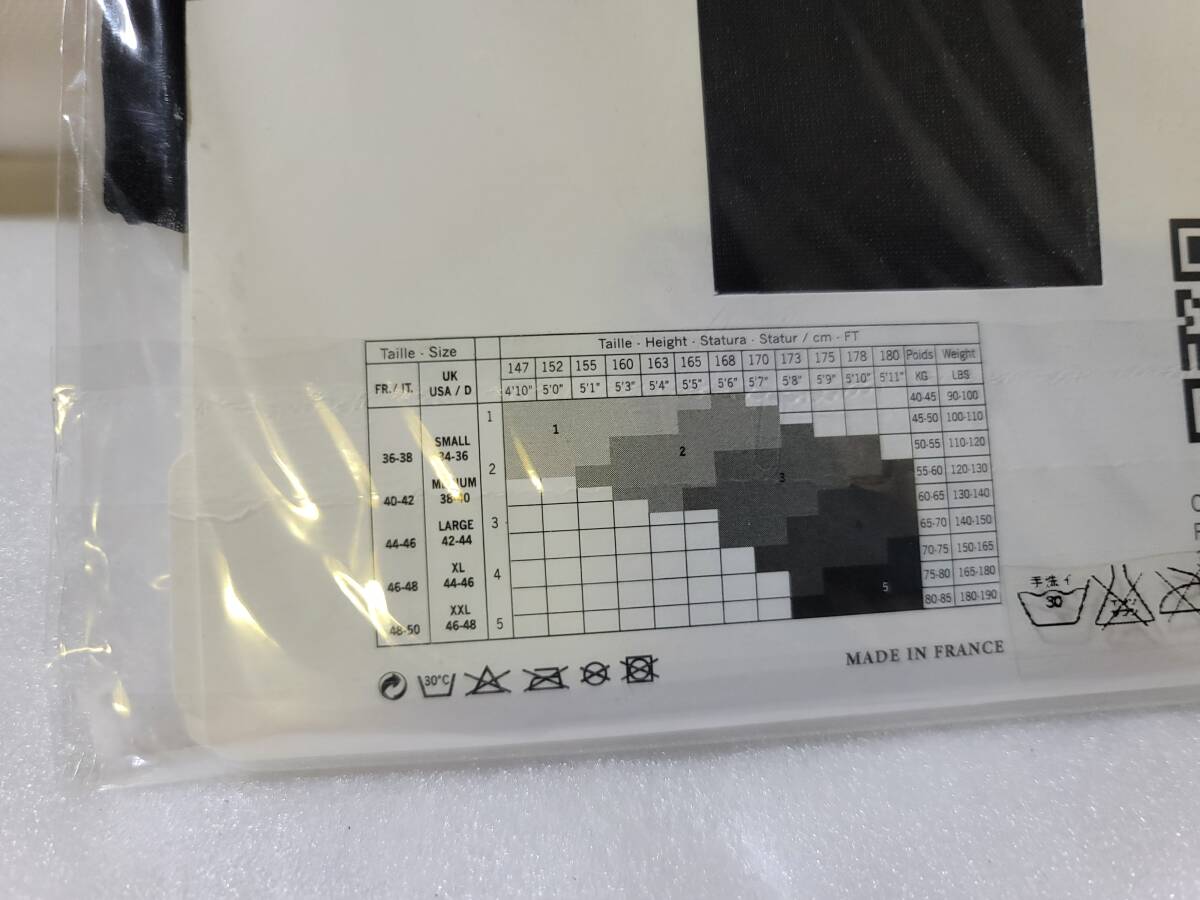 Taille · Size
Taille · Height · Statura · Statur / cm · FT
FR. / IT.
UK
USA / D
147 152 155 160 163 165 168 170 173 175 178 180 Poids Weight
4'10" 5'0" 5'1" 5'3" 5'4" 5'5" 5'6" 5'7" 5'8" 5'9" 5'10" 5'11" KG LBS
40-45 90-100
45-50 100-110
50-55 110-120
55-60 120-130
60-65 130-140
65-70 140-150
70-75 150-165
75-80 165-180
80-85 180-190
1
36-38 SMALL 34-36
2
40-42 MEDIUM 38-40
3
44-46 LARGE 42-44
4
46-48 XL 44-46
48-50 XXL 46-48 5
1
2
3
5
30°C
MADE IN FRANCE
手洗イ
30